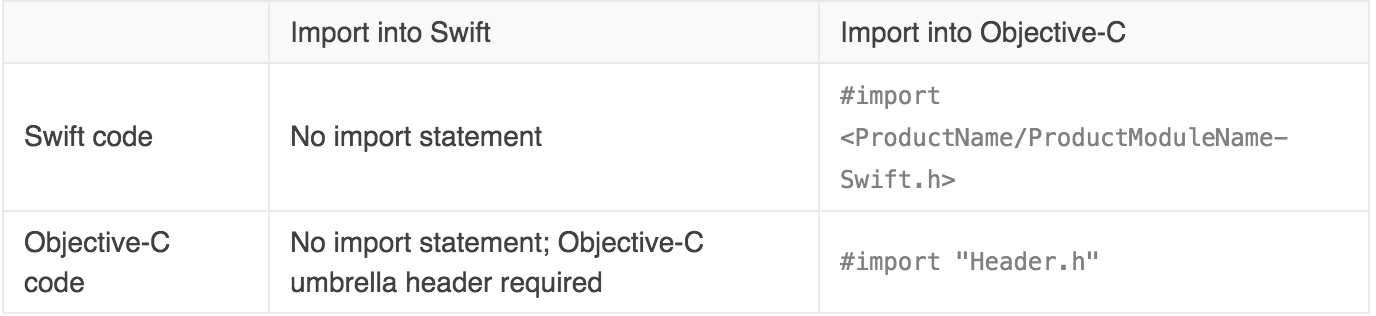 Import into Swift
Import into Objective-C
Swift code
No import statement
#import
<ProductName/ProductModuleName-
Swift.h>
Objective-C
code
No import statement; Objective-C
umbrella header required
#import "Header.h"